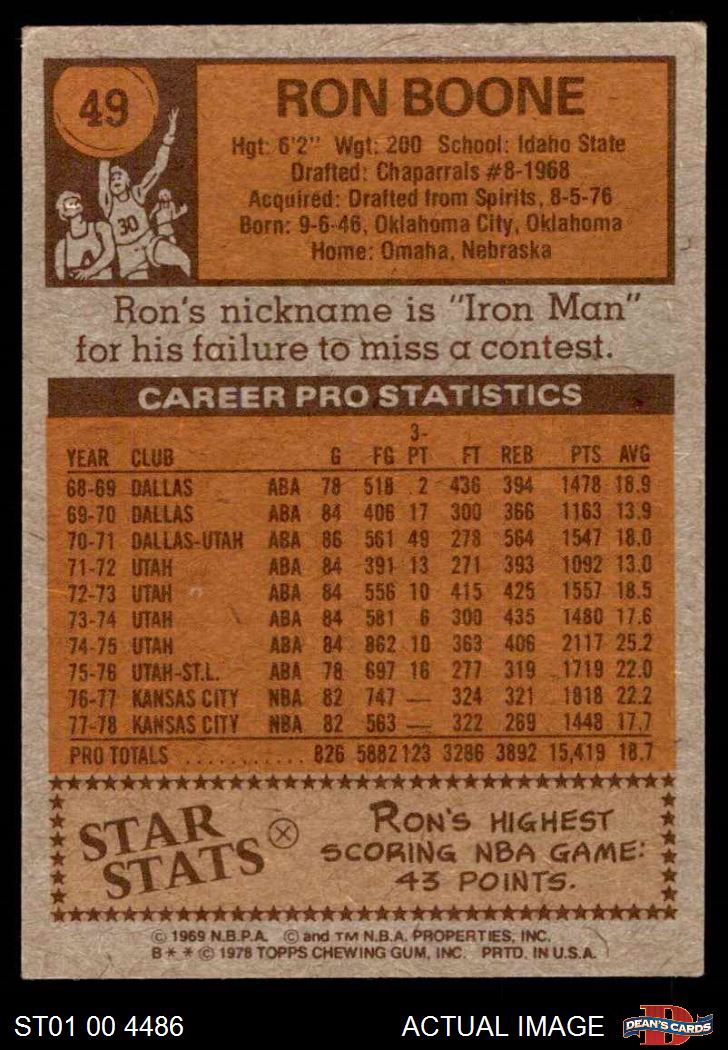 49
30
RON BOONE
Hgt: 6'2" Wgt: 200 School: Idaho State
Drafted: Chaparrals #8-1968
Acquired: Drafted from Spirits, 8-5-76
Born: 9-6-46, Oklahoma City, Oklahoma
Home: Omaha, Nebraska
Ron's nickname is "Iron Man"
for his failure to miss a contest.
CAREER PRO STATISTICS
3-
YEAR CLUB G FG PT FT REB PTS AVG
68-69 DALLAS ABA 78 518 2 436 394 1478 18.9
69-70 DALLAS ABA 84 406 17 300 366 1163 13.9
70-71 DALLAS-UTAH ABA 86 561 49 278 564 1547 18.0
71-72 UTAH ABA 84 391 13 271 393 1092 13.0
72-73 UTAH ABA 84 556 10 415 425 1557 18.5
73-74 UTAH ABA 84 581 6 300 435 1480 17.6
74-75 UTAH ABA 84 862 10 363 406 2117 25.2
75-76 UTAH-ST.L. ABA 78 697 16 277 319 1719 22.0
76-77 KANSAS CITY NBA 82 747 — 324 321 1818 22.2
77-78 KANSAS CITY NBA 82 563 — 322 269 1448 17.7
PRO TOTALS ............ 826 5882 123 3286 3892 15,419 18.7
STAR
STATS
RON'S HIGHEST
SCORING NBA GAME:
43 POINTS.
© 1969 N.B.P.A. © and TM N.B.A. PROPERTIES, INC.
B * * © 1978 TOPPS CHEWING GUM, INC. PRTD. IN U.S.A.
ST01 00 4486 ACTUAL IMAGE D DEAN'S CARDS